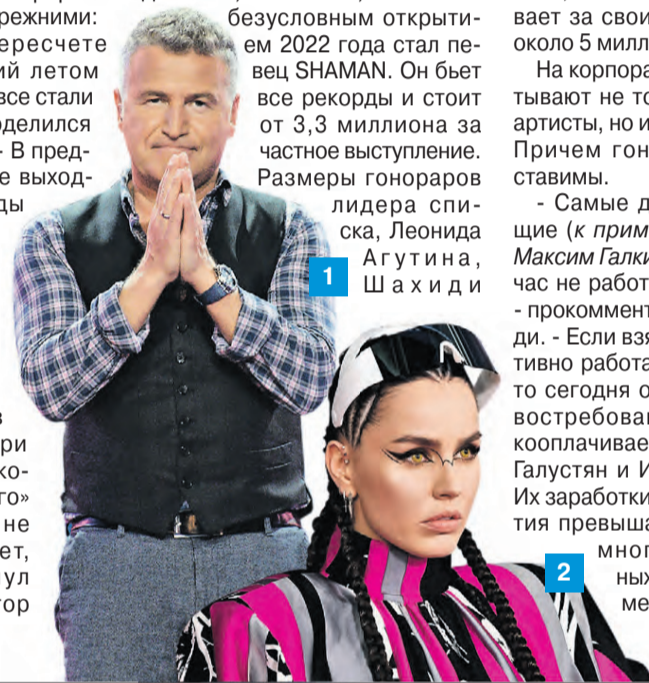 режними:
ересчете
ий летом
все стали
оделился
- В пред-
е выход-
ды
в
ри
ко-
го»
не
ет,
нул
тор
безусловным открыти-
ем 2022 года стал пе-
вец SHAMAN. Он бьет
все рекорды и стоит
от 3,3 миллиона за
частное выступление.
Размеры гонораров
лидера спи-
ска, Леонида
Агутина,
Шахиди
1
2
вает за свои
около 5 милл
На корпора
тывают не то
артисты, но и
Причем гон
ставимы.
- Самые д
щие (к прим
Максим Галки
час не работ
- прокоммент
ди. - Если взя
тивно работа
то сегодня о
востребован
кооплачивае
Галустян и И
Их заработки
тия превыша
мног
ных
ме